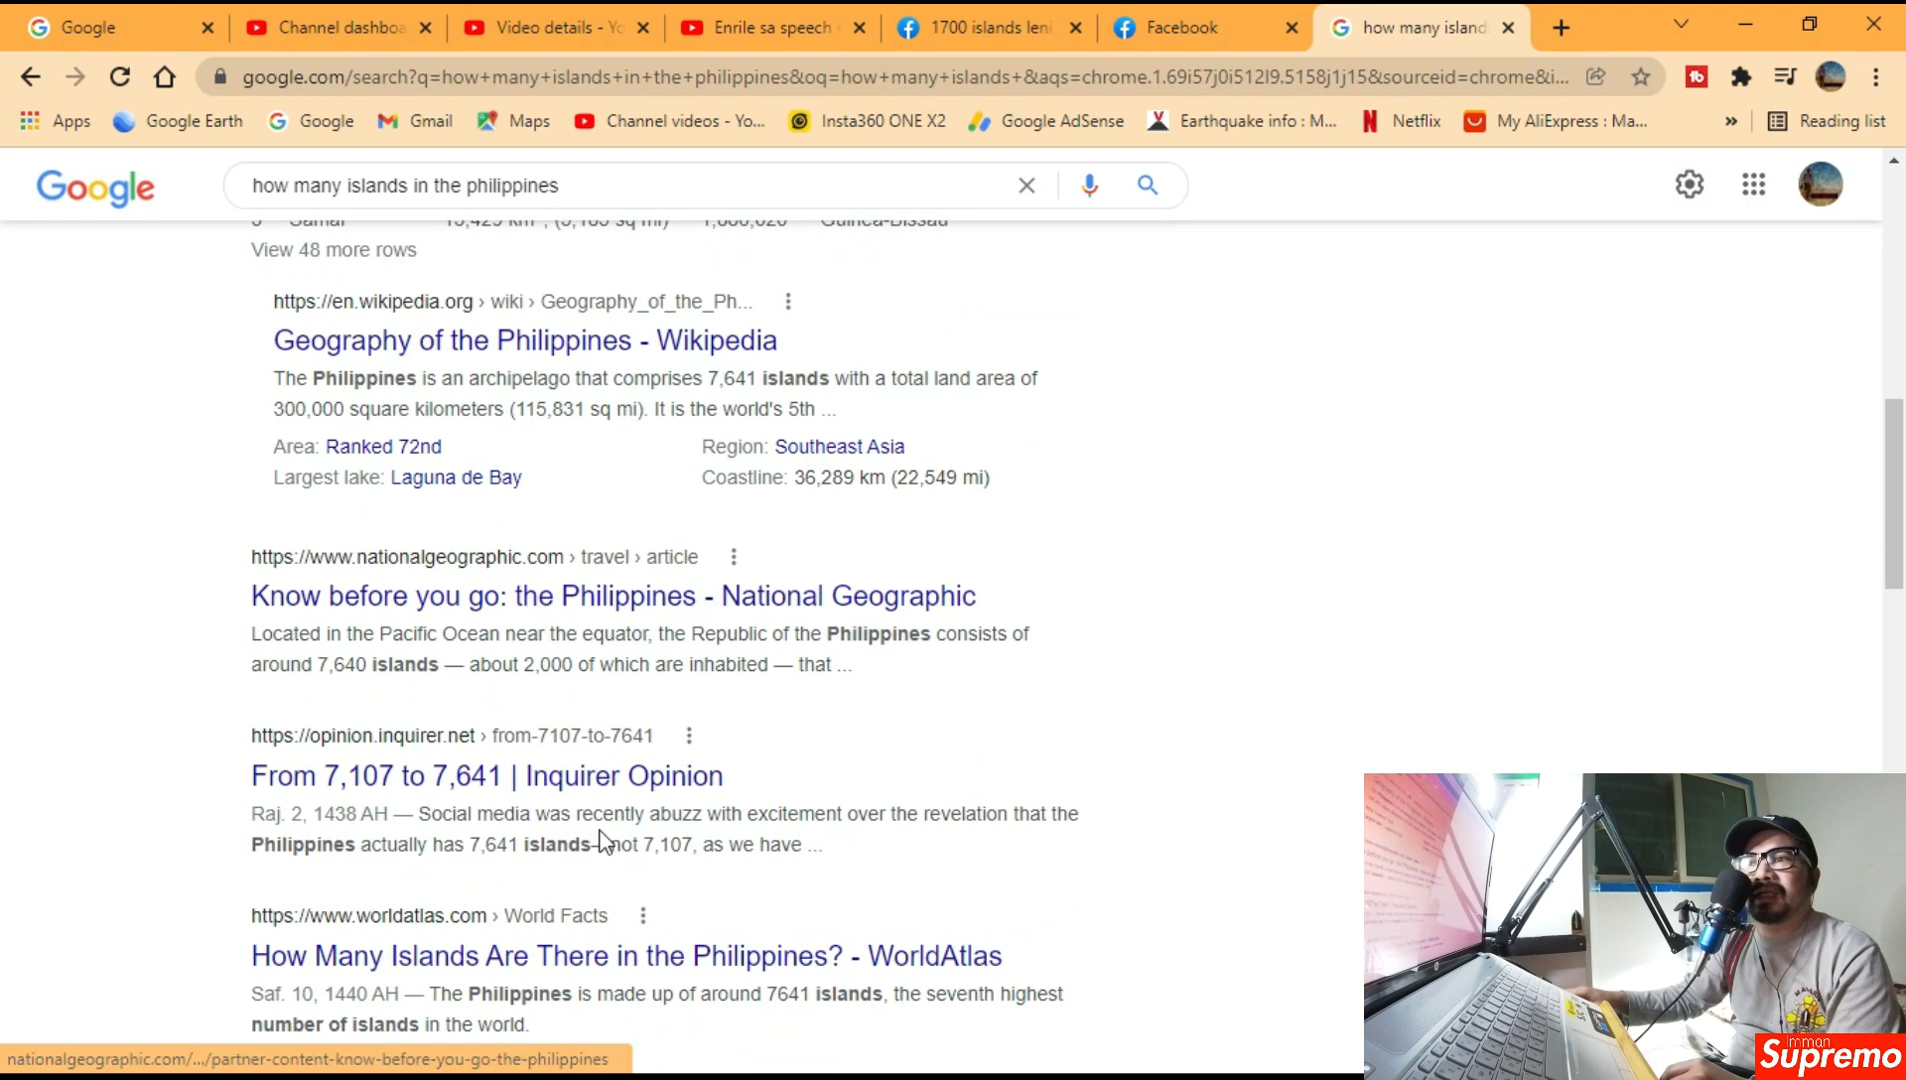 Google
Channel dashboa
Video details - Yo
Enrile sa speech
1700 islands leni
Facebook
how many island
google.com/search?q=how+many+islands+in+the+philippines&oq=how+many+islands+&aqs=chrome.1.69i57j0i512l9.5158j1j15&sourceid=chrome&i...
Apps
Google Earth
Google
Gmail
Maps
Channel videos - Yo...
Insta360 ONE X2
Google AdSense
Earthquake info : M...
Netflix
My AliExpress : Ma...
Reading list
Google
how many islands in the philippines
View 48 more rows
https://en.wikipedia.org › wiki › Geography_of_the_Ph...
Geography of the Philippines - Wikipedia
The Philippines is an archipelago that comprises 7,641 islands with a total land area of
300,000 square kilometers (115,831 sq mi). It is the world's 5th ...
Area: Ranked 72nd
Region: Southeast Asia
Largest lake: Laguna de Bay
Coastline: 36,289 km (22,549 mi)
https://www.nationalgeographic.com › travel › article
Know before you go: the Philippines - National Geographic
Located in the Pacific Ocean near the equator, the Republic of the Philippines consists of
around 7,640 islands — about 2,000 of which are inhabited — that ...
https://opinion.inquirer.net › from-7107-to-7641
From 7,107 to 7,641 | Inquirer Opinion
Raj. 2, 1438 AH — Social media was recently abuzz with excitement over the revelation that the
Philippines actually has 7,641 islands—not 7,107, as we have ...
https://www.worldatlas.com › World Facts
How Many Islands Are There in the Philippines? - WorldAtlas
Saf. 10, 1440 AH — The Philippines is made up of around 7641 islands, the seventh highest
number of islands in the world.
nationalgeographic.com/.../partner-content-know-before-you-go-the-philippines
imman
Supremo